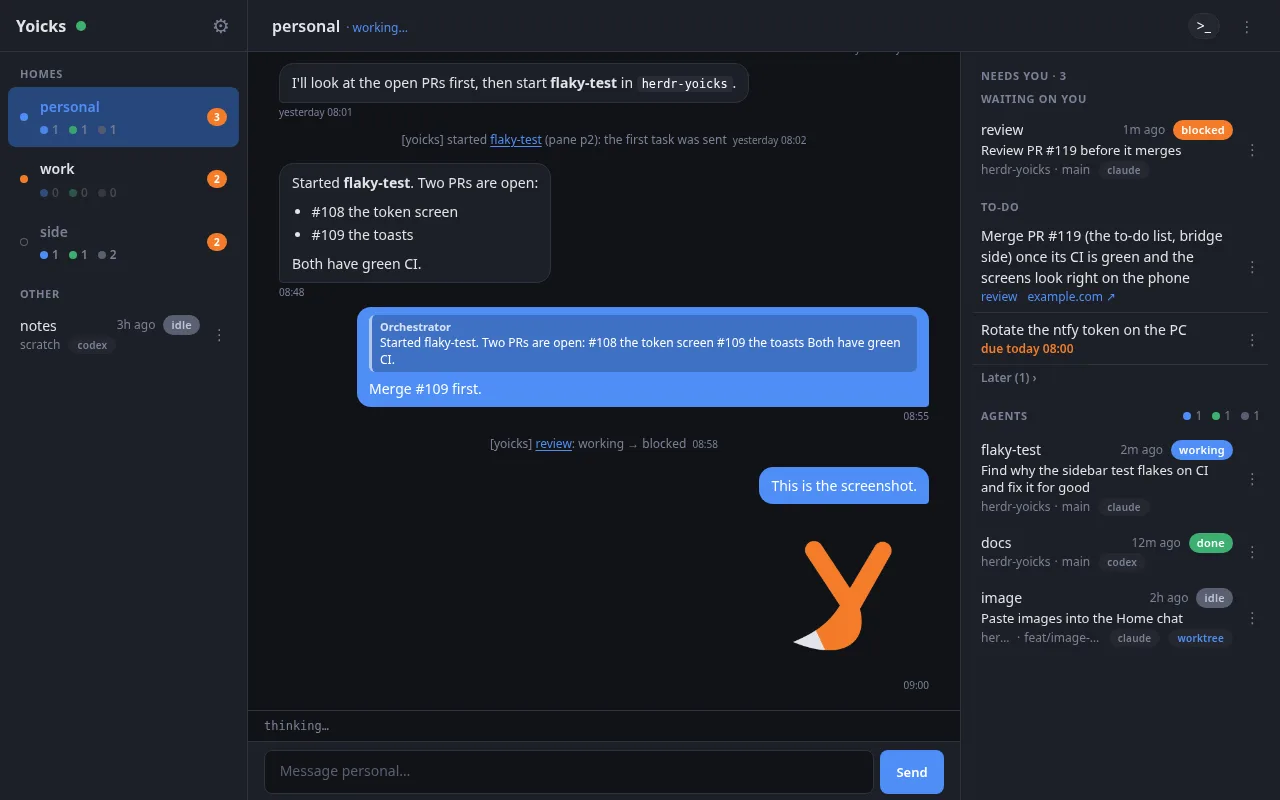 Yoicks
HOMES
personal
1 1 1
3
work
0 0 0
2
side
1 1 2
2
OTHER
notes 3h ago idle
scratch codex
personal · working...
>_
I'll look at the open PRs first, then start flaky-test in herdr-yoicks.
yesterday 08:01
[yoicks] started flaky-test (pane p2): the first task was sent yesterday 08:02
Started flaky-test. Two PRs are open:
• #108 the token screen
• #109 the toasts
Both have green CI.
08:48
Orchestrator
Started flaky-test. Two PRs are open: #108 the token screen #109 the toasts Both have green
CI.
Merge #109 first.
08:55
[yoicks] review: working → blocked 08:58
This is the screenshot.
09:00
thinking…
Message personal...
Send
NEEDS YOU · 3
WAITING ON YOU
review 1m ago blocked
Review PR #119 before it merges
herdr-yoicks · main claude
TO-DO
Merge PR #119 (the to-do list, bridge
side) once its CI is green and the
screens look right on the phone
review example.com ↗
Rotate the ntfy token on the PC
due today 08:00
Later (1) ›
AGENTS 1 1 1
flaky-test 2m ago working
Find why the sidebar test flakes on CI
and fix it for good
herdr-yoicks · main claude
docs 12m ago done
herdr-yoicks · main codex
image 2h ago idle
Paste images into the Home chat
her... · feat/image-... claude worktree